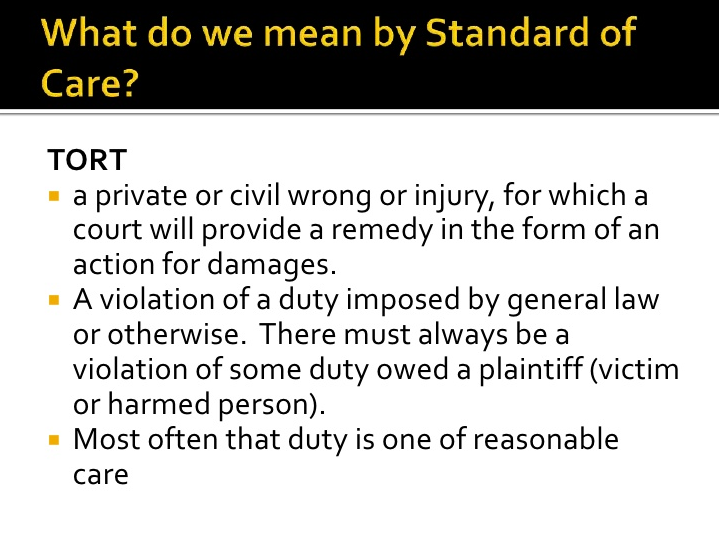 What do we mean by Standard of
Care?
TORT
a private or civil wrong or injury, for which a
court will provide a remedy in the form of an
action for damages.
A violation of a duty imposed by general law
or otherwise.  There must always be a
violation of some duty owed a plaintiff (victim
or harmed person).
Most often that duty is one of reasonable
care